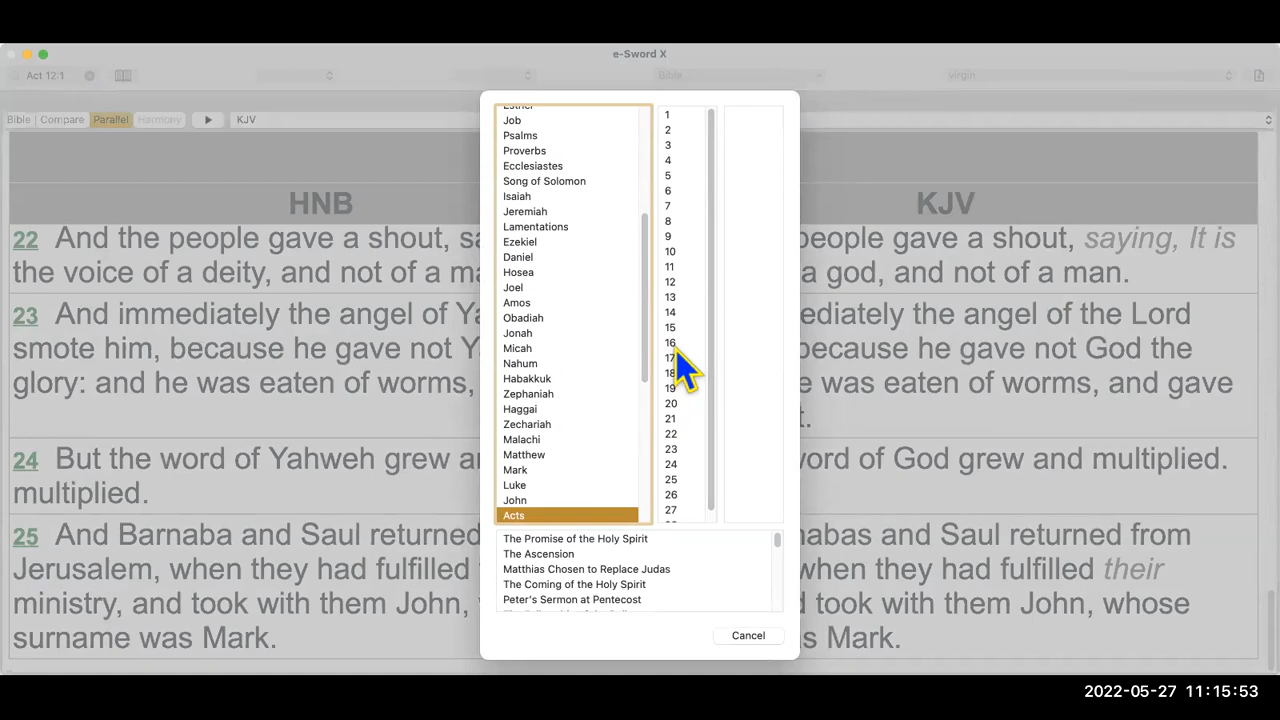 e-Sword X
Act 12:1
Bible
virgin
Bible Compare Parallel Harmony KJV
HNB
KJV
22 And the people gave a shout, sa
the voice of a deity, and not of a ma
23 And immediately the angel of Ya
smote him, because he gave not Y
glory: and he was eaten of worms,
24 But the word of Yahweh grew a
multiplied.
25 And Barnaba and Saul returned
Jerusalem, when they had fulfilled
ministry, and took with them John,
surname was Mark.
people gave a shout, saying, It is
a god, and not of a man.
ediately the angel of the Lord
because he gave not God the
was eaten of worms, and gave
t.
ord of God grew and multiplied.
nabas and Saul returned from
when they had fulfilled their
took with them John, whose
s Mark.
Esther
Job
Psalms
Proverbs
Ecclesiastes
Song of Solomon
Isaiah
Jeremiah
Lamentations
Ezekiel
Daniel
Hosea
Joel
Amos
Obadiah
Jonah
Micah
Nahum
Habakkuk
Zephaniah
Haggai
Zechariah
Malachi
Matthew
Mark
Luke
John
Acts
1
2
3
4
5
6
7
8
9
10
11
12
13
14
15
16
17
18
19
20
21
22
23
24
25
26
27
The Promise of the Holy Spirit
The Ascension
Matthias Chosen to Replace Judas
The Coming of the Holy Spirit
Peter's Sermon at Pentecost
Cancel
2022-05-27 11:15:53